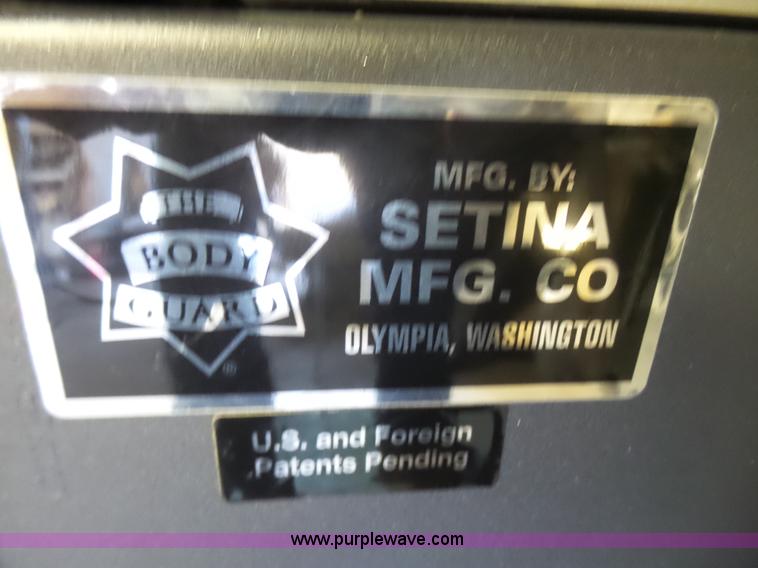 THE
BODY
GUARD
®
MFG. BY:
SETINA
MFG. CO
OLYMPIA, WASHINGTON
U.S. and Foreign
Patents Pending
www.purplewave.com